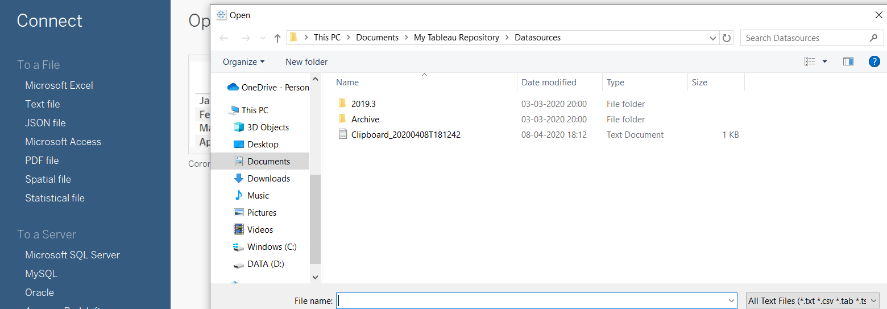 Connect
To a File
Microsoft Excel
Text file
JSON file
Microsoft Access
PDF file
Spatial file
Statistical file
To a Server
Microsoft SQL Server
MySQL
Oracle
Op
Ja
Fe
Ma
Ap
Coron
Open
This PC > Documents > My Tableau Repository > Datasources
Search Datasources
Organize New folder
OneDrive - Person
This PC
3D Objects
Desktop
Documents
Downloads
Music
Pictures
Videos
Windows (C:)
DATA (D:)
Name Date modified Type Size
2019.3 03-03-2020 20:00 File folder
Archive 03-03-2020 20:00 File folder
Clipboard_20200408T181242 08-04-2020 18:12 Text Document 1 KB
File name: All Text Files (*.txt *.csv *.tab *.ts